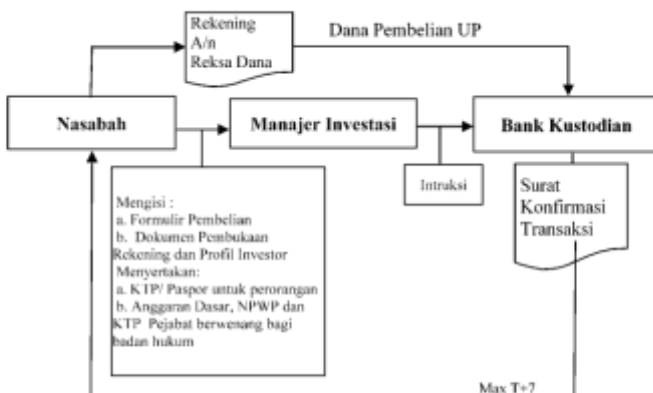 Rekening
A/n
Reksa Dana
Dana Pembelian UP
Nasabah
Manajer Investasi
Bank Kustodian
Intruksi
Surat
Konfirmasi
Transaksi
Mengisi :
a. Formulir Pembelian
b. Dokumen Pembukaan
Rekening dan Profil Investor
Menyertakan:
a. KTP/ Paspor untuk perorangan
b. Anggaran Dasar, NPWP dan
KTP Pejabat berwenang bagi
badan hukum
Max T+7